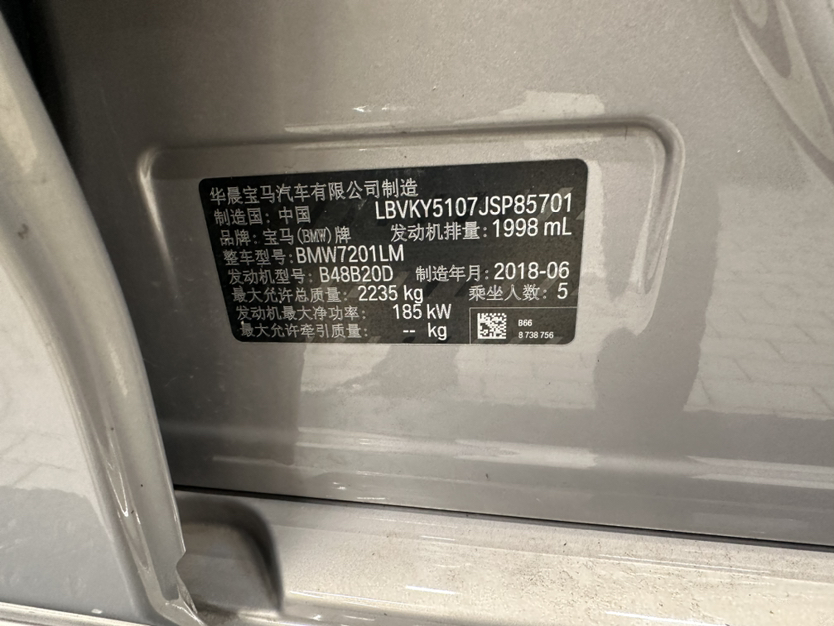 华晨宝马汽车有限公司制造
制造国：中国 LBVKY5107JSP85701
品牌：宝马(BMW)牌 发动机排量：1998 mL
整车型号：BMW7201LM
发动机型号：B48B20D 制造年月：2018-06
最大允许总质量：2235 kg 乘坐人数：5
发动机最大净功率：185 kW
最大允许牵引质量：-- kg
B66
8 738 756